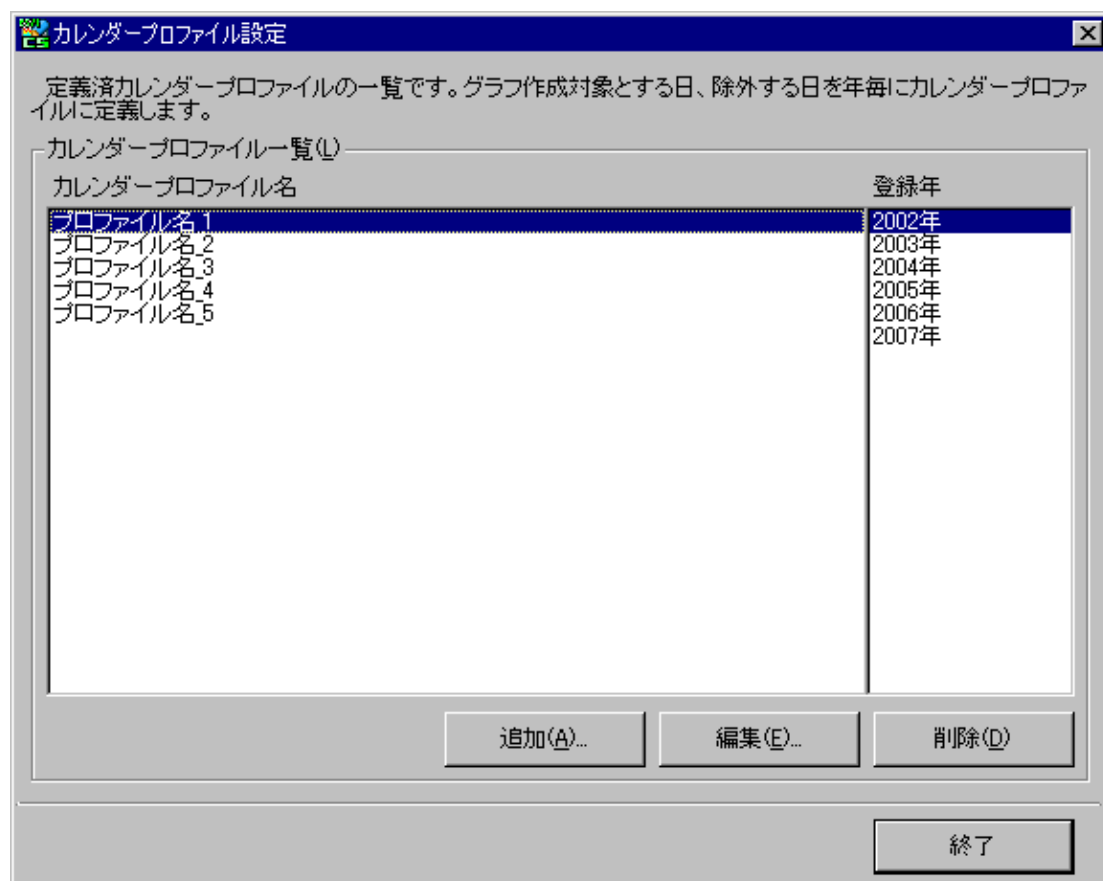 カレンダープロファイル設定
定義済カレンダープロファイルの一覧です。グラフ作成対象とする日、除外する日を年毎にカレンダープロファ
イルに定義します。
カレンダープロファイル一覧(L)
カレンダープロファイル名 登録年
プロファイル名_1 2002年
プロファイル名_2 2003年
プロファイル名_3 2004年
プロファイル名_4 2005年
プロファイル名_5 2006年
2007年
追加(A)... 編集(E)... 削除(D)
終了